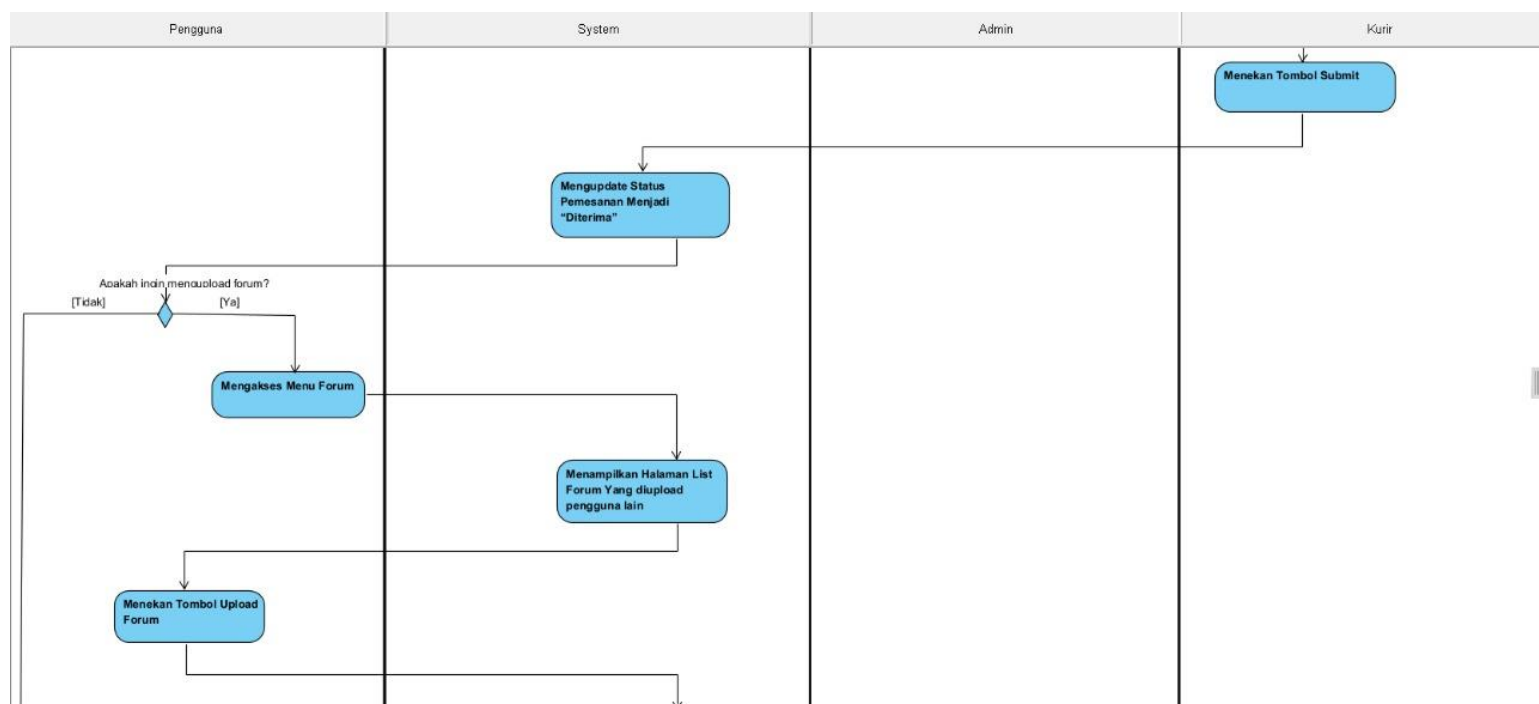 Pengguna
System
Admin
Kurir
Menekan Tombol Submit
Mengupdate Status
Pemesanan Menjadi
“Diterima”
Apakah ingin mengupload forum?
[Tidak]
[Ya]
Mengakses Menu Forum
Menampilkan Halaman List
Forum Yang diupload
pengguna lain
Menekan Tombol Upload
Forum